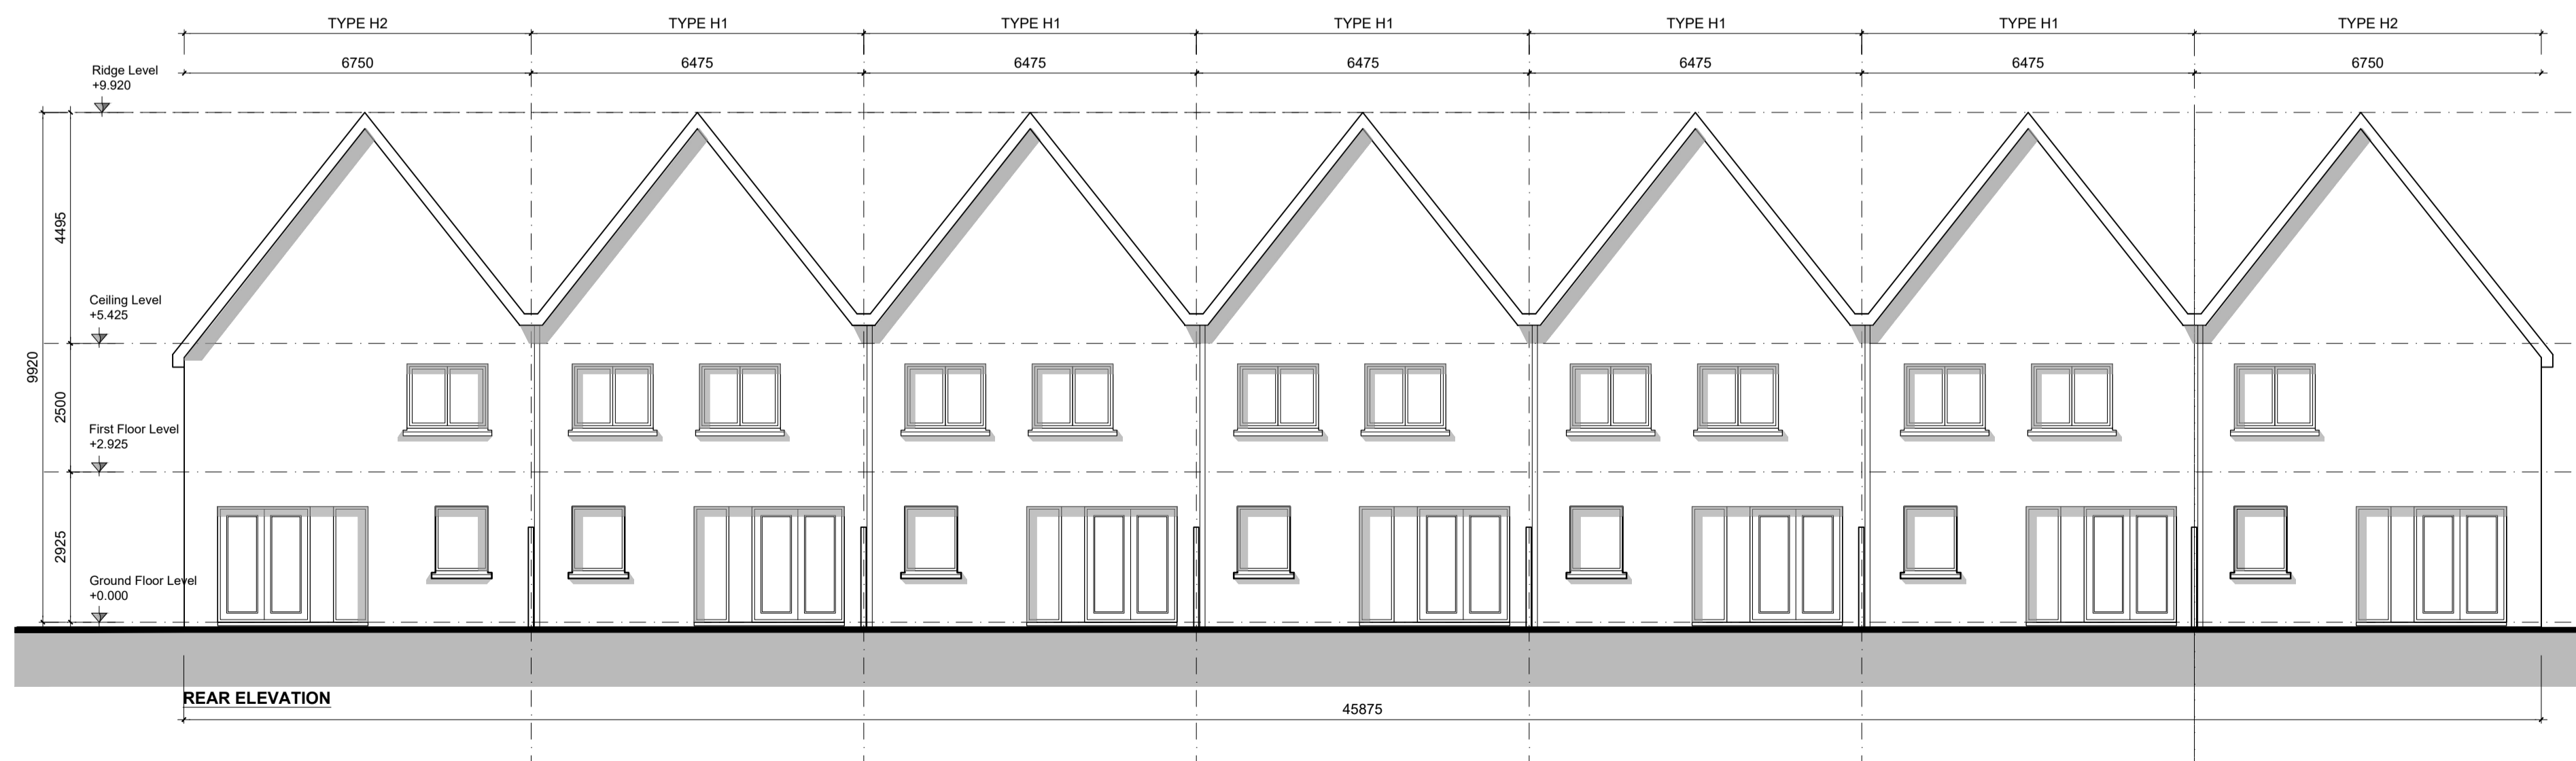 TYPE H2
TYPE H1
TYPE H1
TYPE H1
TYPE H1
TYPE H1
TYPE H2
6750
6475
6475
6475
6475
6475
6750
Ridge Level
+9.920
4495
Ceiling Level
+5.425
9920
2500
First Floor Level
+2.925
2925
Ground Floor Level
+0.000
REAR ELEVATION
45875